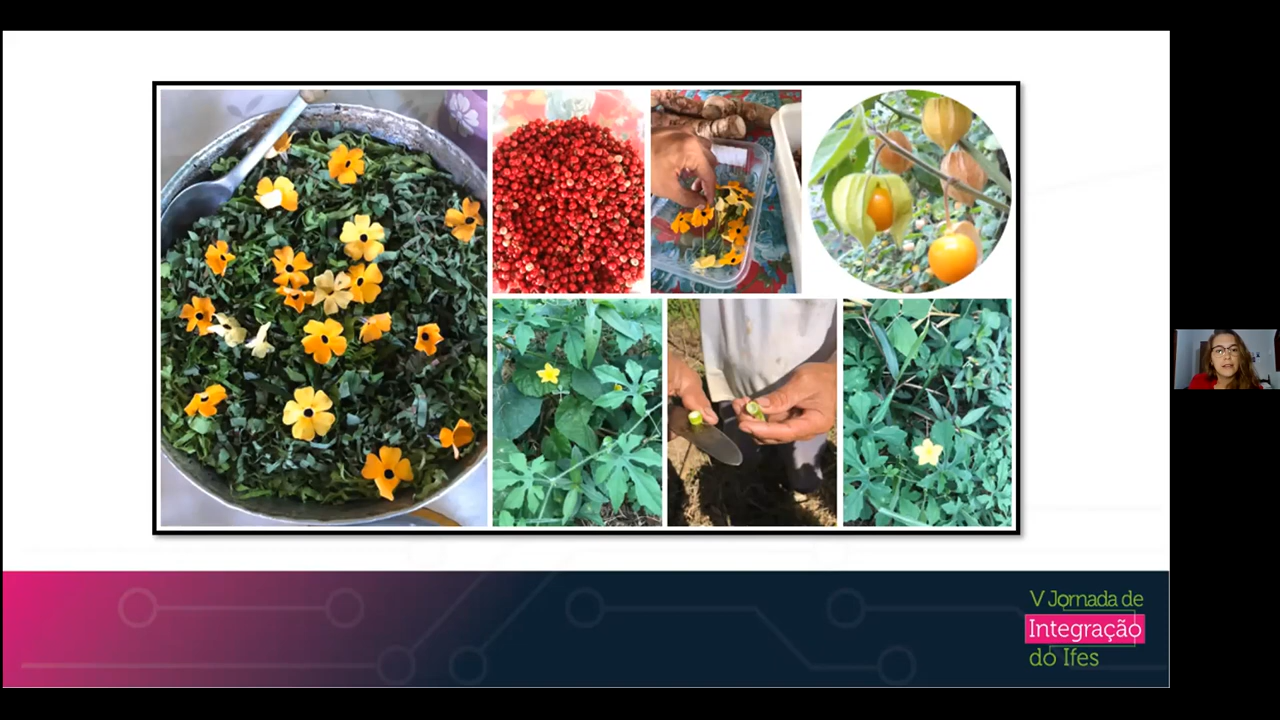 V Jornada de
Integração
do Ifes